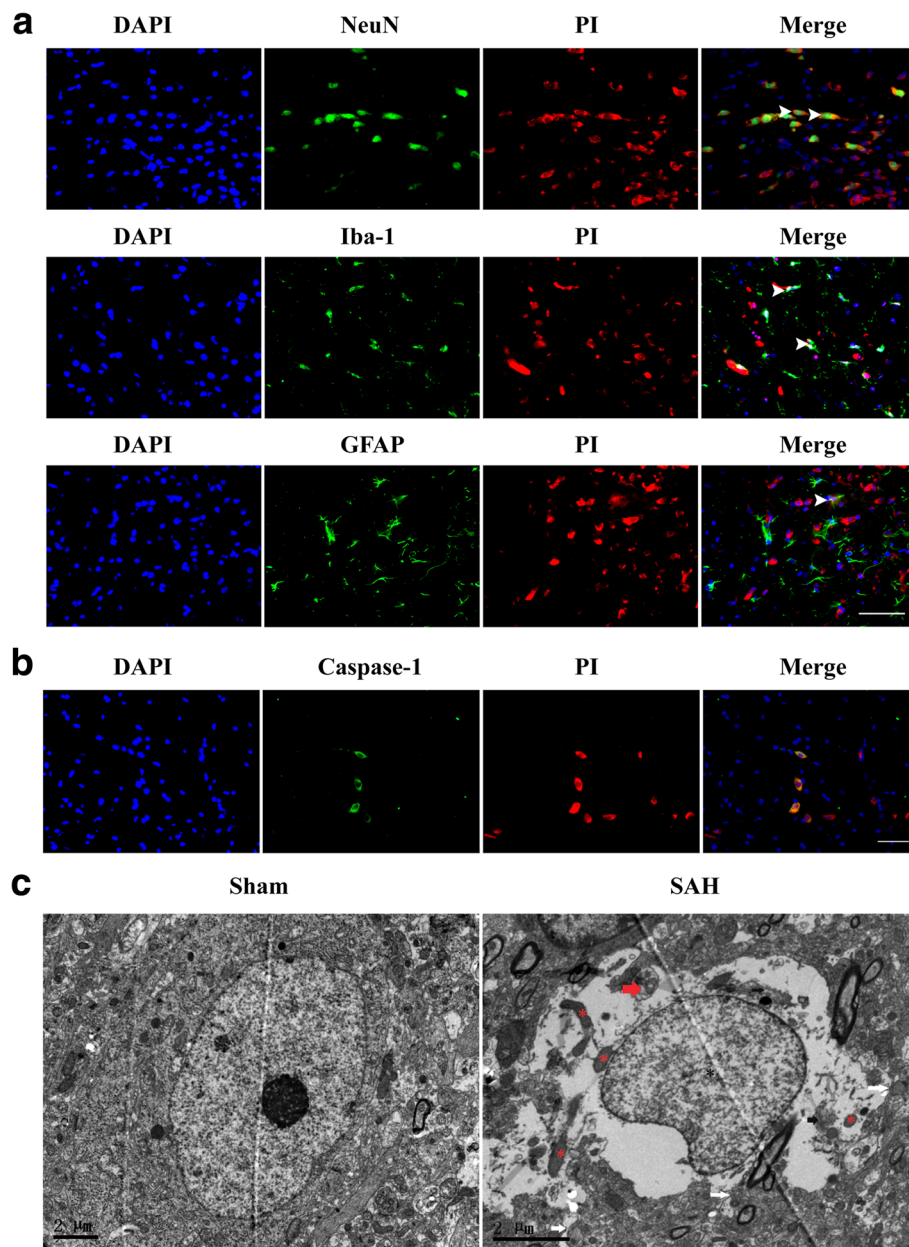 a
DAPI NeuN PI Merge
DAPI Iba-1 PI Merge
DAPI GFAP PI Merge
b
DAPI Caspase-1 PI Merge
c
Sham SAH
* * * * * *
2 μm 2 μm